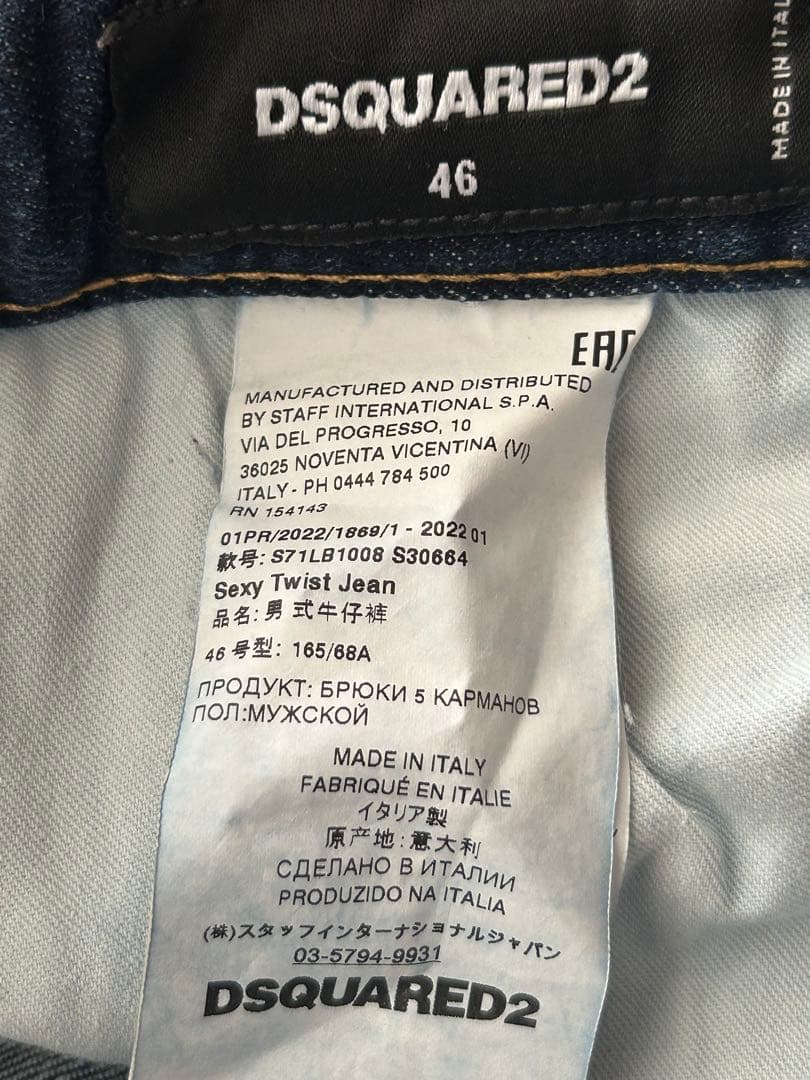 DSQUARED2
46
MADE IN ITAL
EAC
MANUFACTURED AND DISTRIBUTED
BY STAFF INTERNATIONAL S.P.A.
VIA DEL PROGRESSO, 10
36025 NOVENTA VICENTINA (VI)
ITALY - PH 0444 784 500
RN 154143
01PR/2022/1869/1 - 2022 01
款号: S71LB1008 S30664
Sexy Twist Jean
品名: 男 式牛仔裤
46 号型: 165/68A
ПРОДУКТ: БРЮКИ 5 КАРМАНОВ
ПОЛ:МУЖСКОЙ
MADE IN ITALY
FABRIQUÉ EN ITALIE
イタリア製
原产地:意大利
СДЕЛАНО В ИТАЛИИ
PRODUZIDO NA ITALIA
(株)スタッフインターナショナルジャパン
03-5794-9931
DSQUARED2